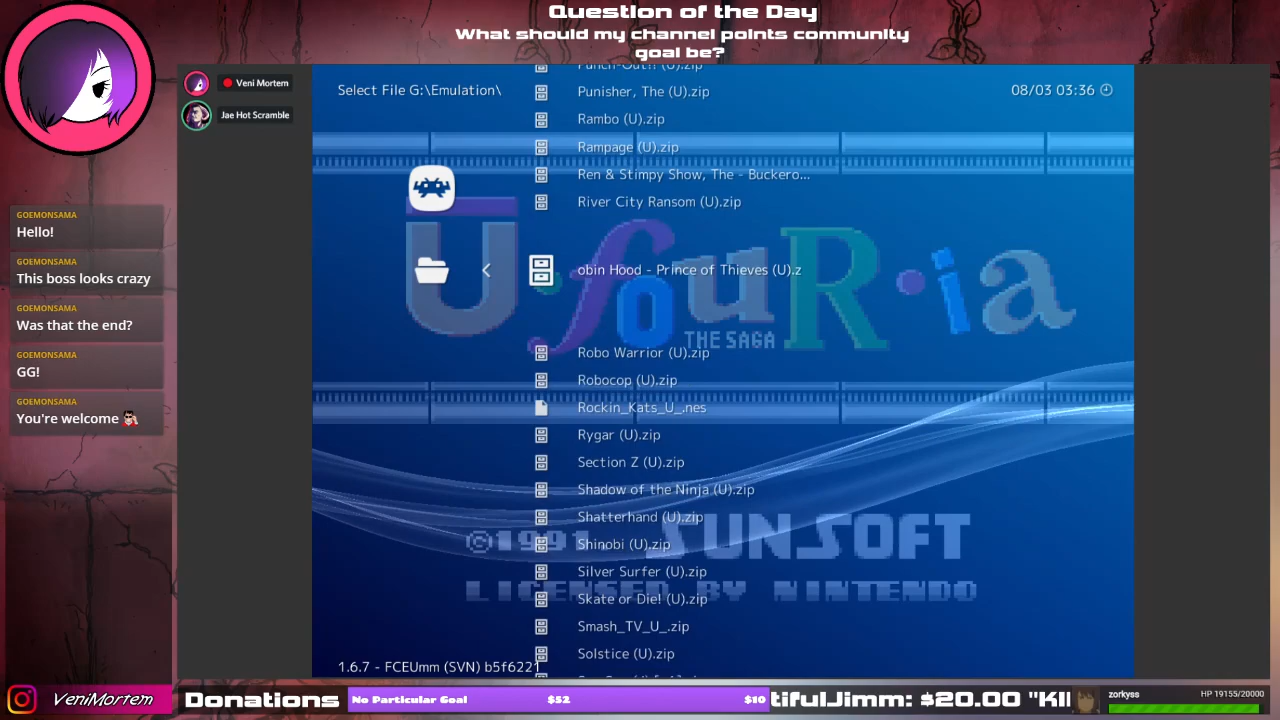 Question of the Day
What should my channel points community
goal be?
Veni Mortem
Jae Hot Scramble
Select File G:\Emulation\
08/03 03:36
Punch-Out!! (U).zip
Punisher, The (U).zip
Rambo (U).zip
Rampage (U).zip
Ren & Stimpy Show, The - Buckero...
River City Ransom (U).zip
obin Hood - Prince of Thieves (U).z
Robo Warrior (U).zip
Robocop (U).zip
Rockin_Kats_U_.nes
Rygar (U).zip
Section Z (U).zip
Shadow of the Ninja (U).zip
Shatterhand (U).zip
Shinobi (U).zip
Silver Surfer (U).zip
Skate or Die! (U).zip
Smash_TV_U_.zip
Solstice (U).zip
1.6.7 - FCEUmm (SVN) b5f6221
UfouR·ia
THE SAGA
©1991 SUNSOFT
LICENSED BY NINTENDO
GOEMONSAMA
Hello!
GOEMONSAMA
This boss looks crazy
GOEMONSAMA
Was that the end?
GOEMONSAMA
GG!
GOEMONSAMA
You're welcome
VeniMortem
Donations
No Particular Goal
$52
$10
tifulJimm: $20.00 "Kil
zorkyss
HP 19155/20000